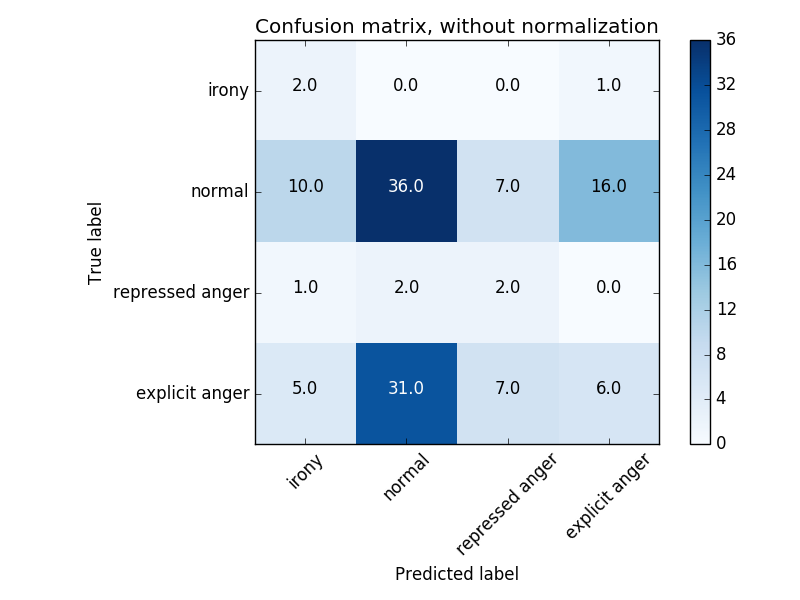 Confusion matrix, without normalization
irony 2.0 0.0 0.0 1.0
normal 10.0 36.0 7.0 16.0
repressed anger 1.0 2.0 2.0 0.0
explicit anger 5.0 31.0 7.0 6.0
True label
irony normal repressed anger explicit anger
Predicted label
36
32
28
24
20
16
12
8
4
0